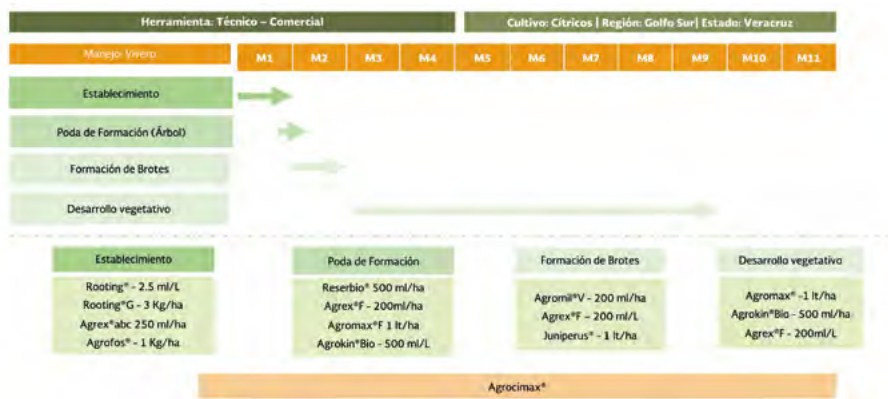 Herramienta: Técnico – Comercial
Cultivo: Cítricos | Región: Golfo Sur| Estado: Veracruz
Manejo: Vivero
M1 M2 M3 M4 M5 M6 M7 M8 M9 M10 M11
Establecimiento
Poda de Formación (Árbol)
Formación de Brotes
Desarrollo vegetativo
Establecimiento
Rooting® - 2.5 ml/L
Rooting®G - 3 Kg/ha
Agrex®abc 250 ml/ha
Agrofos® - 1 Kg/ha
Poda de Formación
Reserbio® 500 ml/ha
Agrex®F - 200ml/ha
Agromax®F 1 lt/ha
Agrokin®Bio - 500 ml/L
Formación de Brotes
Agromil®V - 200 ml/ha
Agrex®F – 200 ml/L
Juniperus® - 1 lt/ha
Desarrollo vegetativo
Agromax® -1 lt/ha
Agrokin®Bio - 500 ml/ha
Agrex®F - 200ml/L
Agrocimax®